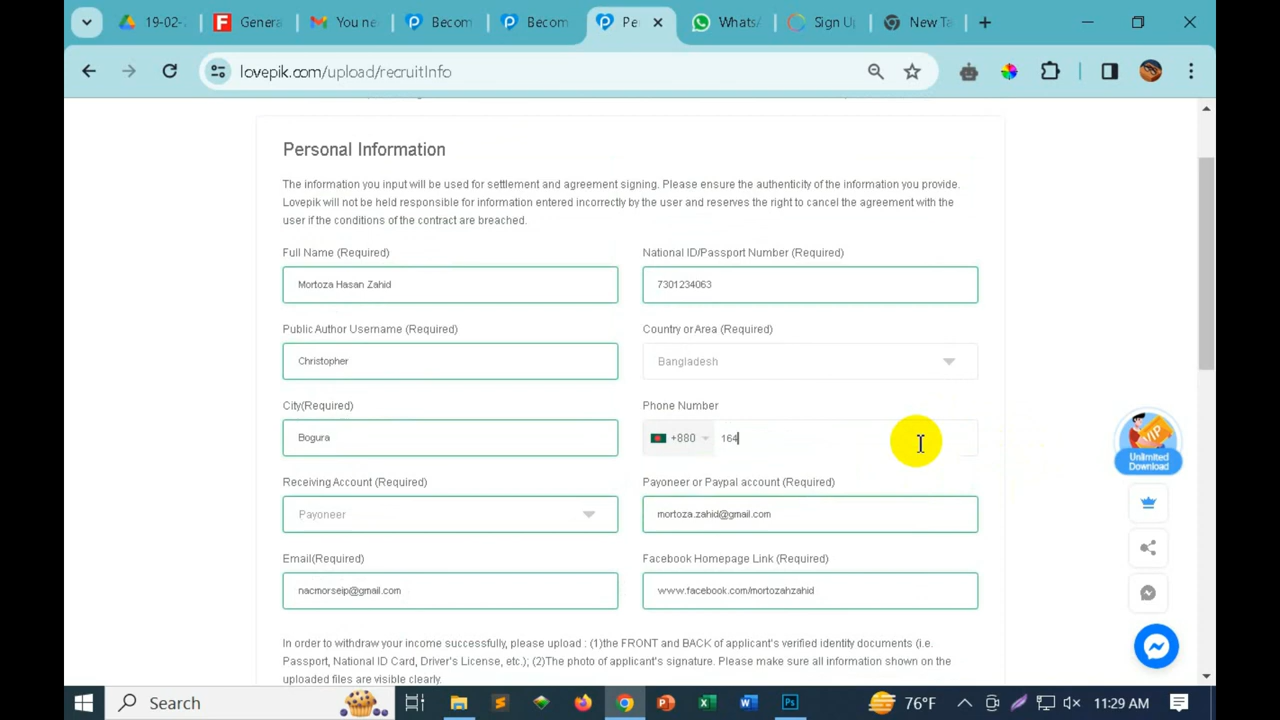 19-02-
Genera
You ne
Becom
Becom
Pe
Whats/
Sign U
New Ta
lovepik.com/upload/recruitInfo
Personal Information
The information you input will be used for settlement and agreement signing. Please ensure the authenticity of the information you provide.
Lovepik will not be held responsible for information entered incorrectly by the user and reserves the right to cancel the agreement with the
user if the conditions of the contract are breached.
Full Name (Required)
National ID/Passport Number (Required)
Mortoza Hasan Zahid
7301234063
Public Author Username (Required)
Country or Area (Required)
Christopher
Bangladesh
City(Required)
Phone Number
Bogura
+880
164
Receiving Account (Required)
Payoneer or Paypal account (Required)
Payoneer
mortoza.zahid@gmail.com
Email(Required)
Facebook Homepage Link (Required)
nacmorseip@gmail.com
www.facebook.com/mortozahzahid
In order to withdraw your income successfully, please upload : (1)the FRONT and BACK of applicant's verified identity documents (i.e.
Passport, National ID Card, Driver's License, etc.); (2)The photo of applicant's signature. Please make sure all information shown on the
uploaded files are visible clearly.
VIP
Unlimited
Download
Search
76°F
11:29 AM